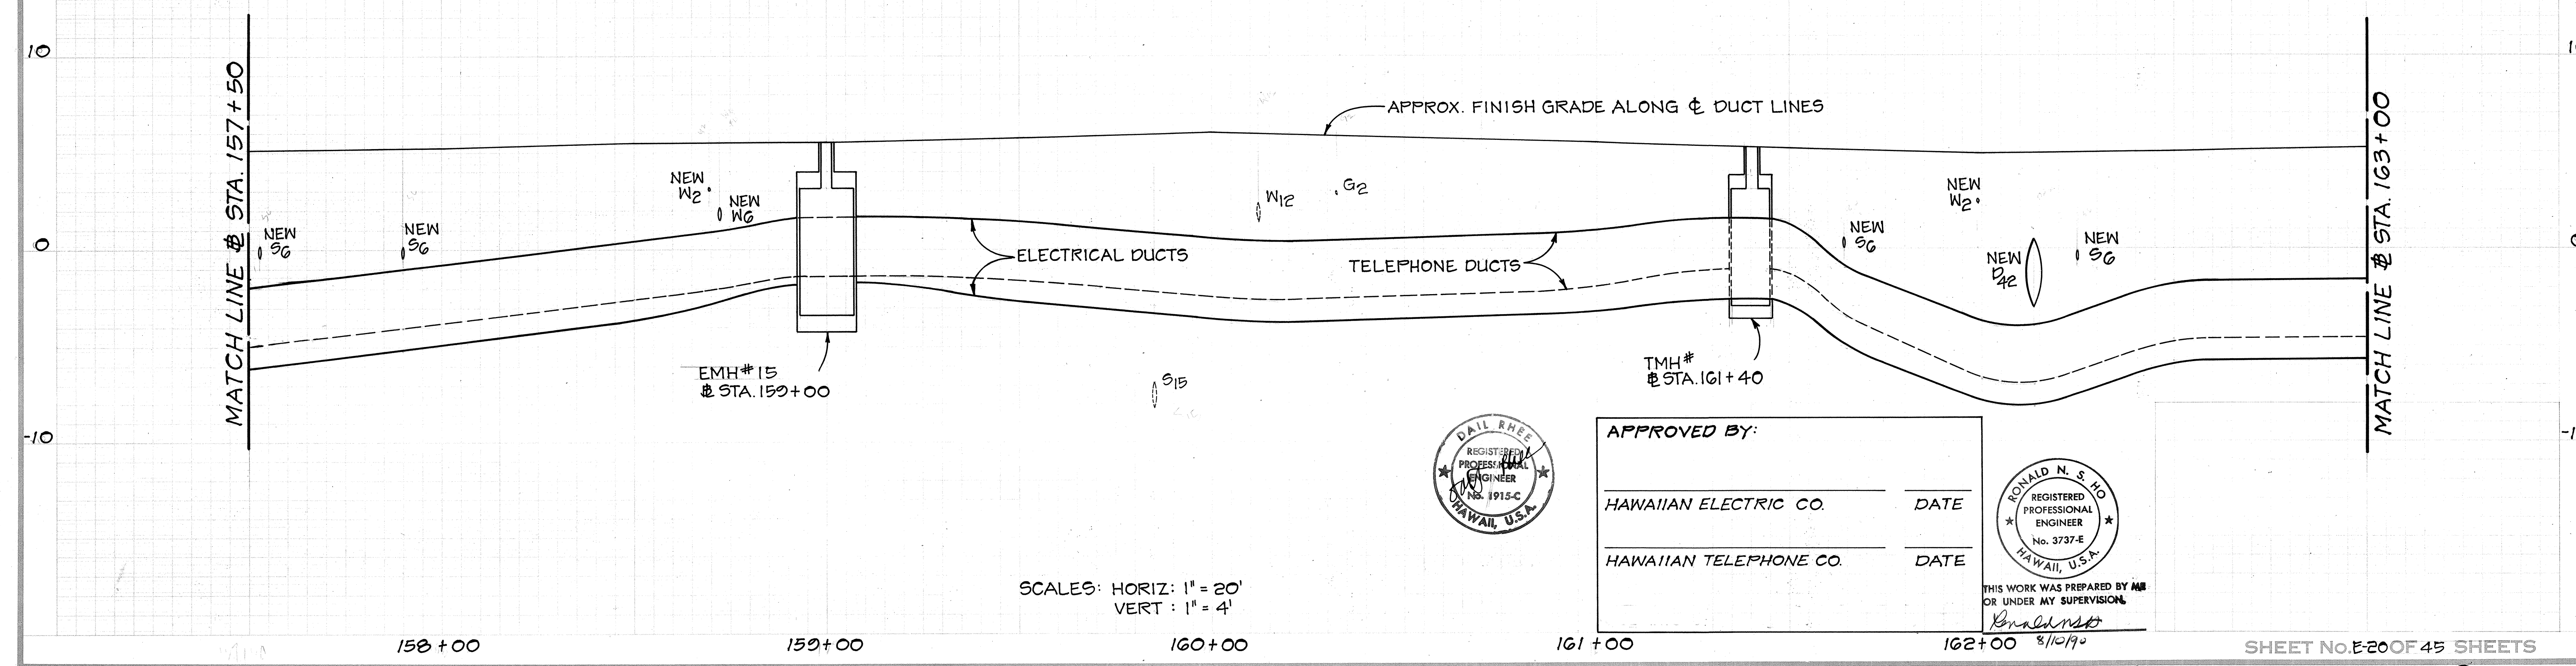 10
0
-10
MATCH LINE ⅊ STA. 157+50
NEW
S6
NEW
S6
NEW
W2
NEW
W6
EMH#15
⅊ STA. 159+00
ELECTRICAL DUCTS
S15
W12
G2
APPROX. FINISH GRADE ALONG ℄ DUCT LINES
TELEPHONE DUCTS
TMH#
⅊ STA. 161+40
NEW
S6
NEW
W2
NEW
D42
NEW
S6
MATCH LINE ⅊ STA. 163+00
DAIL RHEE
REGISTERED
PROFESSIONAL
ENGINEER
No. 1915-C
HAWAII, U.S.A.
APPROVED BY:
HAWAIIAN ELECTRIC CO. DATE
HAWAIIAN TELEPHONE CO. DATE
RONALD N. S. HO
REGISTERED
PROFESSIONAL
ENGINEER
No. 3737-E
HAWAII, U.S.A.
THIS WORK WAS PREPARED BY ME
OR UNDER MY SUPERVISION.
8/10/90
SCALES: HORIZ: 1" = 20'
VERT : 1" = 4'
158+00 159+00 160+00 161+00 162+00
SHEET No. E-20 OF 45 SHEETS